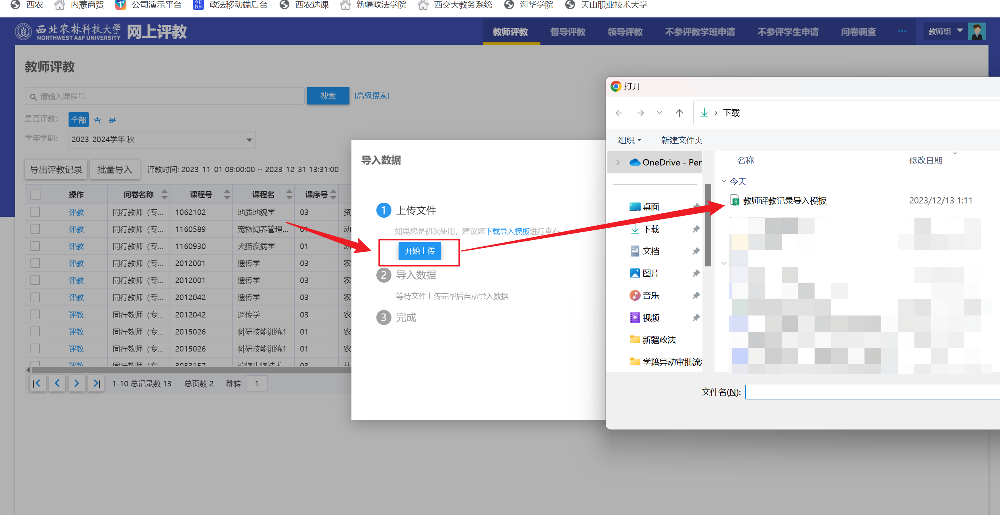 西农 内蒙商贸 公司演示平台 今日校园 政法移动端后台 西农选课 新疆政法学院 西交大教务系统 海华学院 天山职业技术大学
西北农林科技大学 网上评教
NORTHWEST A&F UNIVERSITY
教师评教 督导评教 领导评教 不参评教学班申请 不参评学生申请 问卷调查 ··· 教师组
教师评教
请输入课程号 搜索 [高级搜索]
是否评教: 全部 否 是
学年学期: 2023-2024学年 秋
导出评教记录 批量导入 评教时间: 2023-11-01 09:00:00 ~ 2023-12-31 13:31:00
操作 问卷名称 课程号 课程名 课序号
评教 同行教师（专... 1062102 地质地貌学 03 资
评教 同行教师（专... 1160589 宠物饲养管理... 01 动
评教 同行教师（专... 1160930 犬猫疾病学 01 动
评教 同行教师（专... 2012001 遗传学 03 农
评教 同行教师（专... 2012001 遗传学 03 农
评教 同行教师（专... 2012042 遗传学 03 农
评教 同行教师（专... 2012042 遗传学 03 农
评教 同行教师（专... 2015026 科研技能训练1 01 农
评教 同行教师（专... 2015026 科研技能训练1 01 农
评教 同行教师（专... 3053157 植物生物技术 03 林
1-10 总记录数 13 总页数 2 跳转: 1
导入数据
1 上传文件
如果您是初次使用，建议您下载导入模板进行查看
开始上传
2 导入数据
等待文件上传完毕后自动导入数据
3 完成
打开
下载
组织 新建文件夹
OneDrive - Per
桌面
下载
文档
图片
音乐
视频
新疆政法
学籍异动审批流
名称 修改日期
今天
教师评教记录导入模板 2023/12/13 1:11
文件名(N):